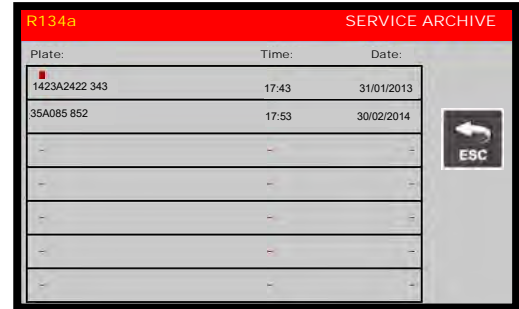 R134a SERVICE ARCHIVE
Plate: Time: Date:
1423A2422 343 17:43 31/01/2013
35A085 852 17:53 30/02/2014
- - -
- - -
- - -
- - -
- - -
ESC